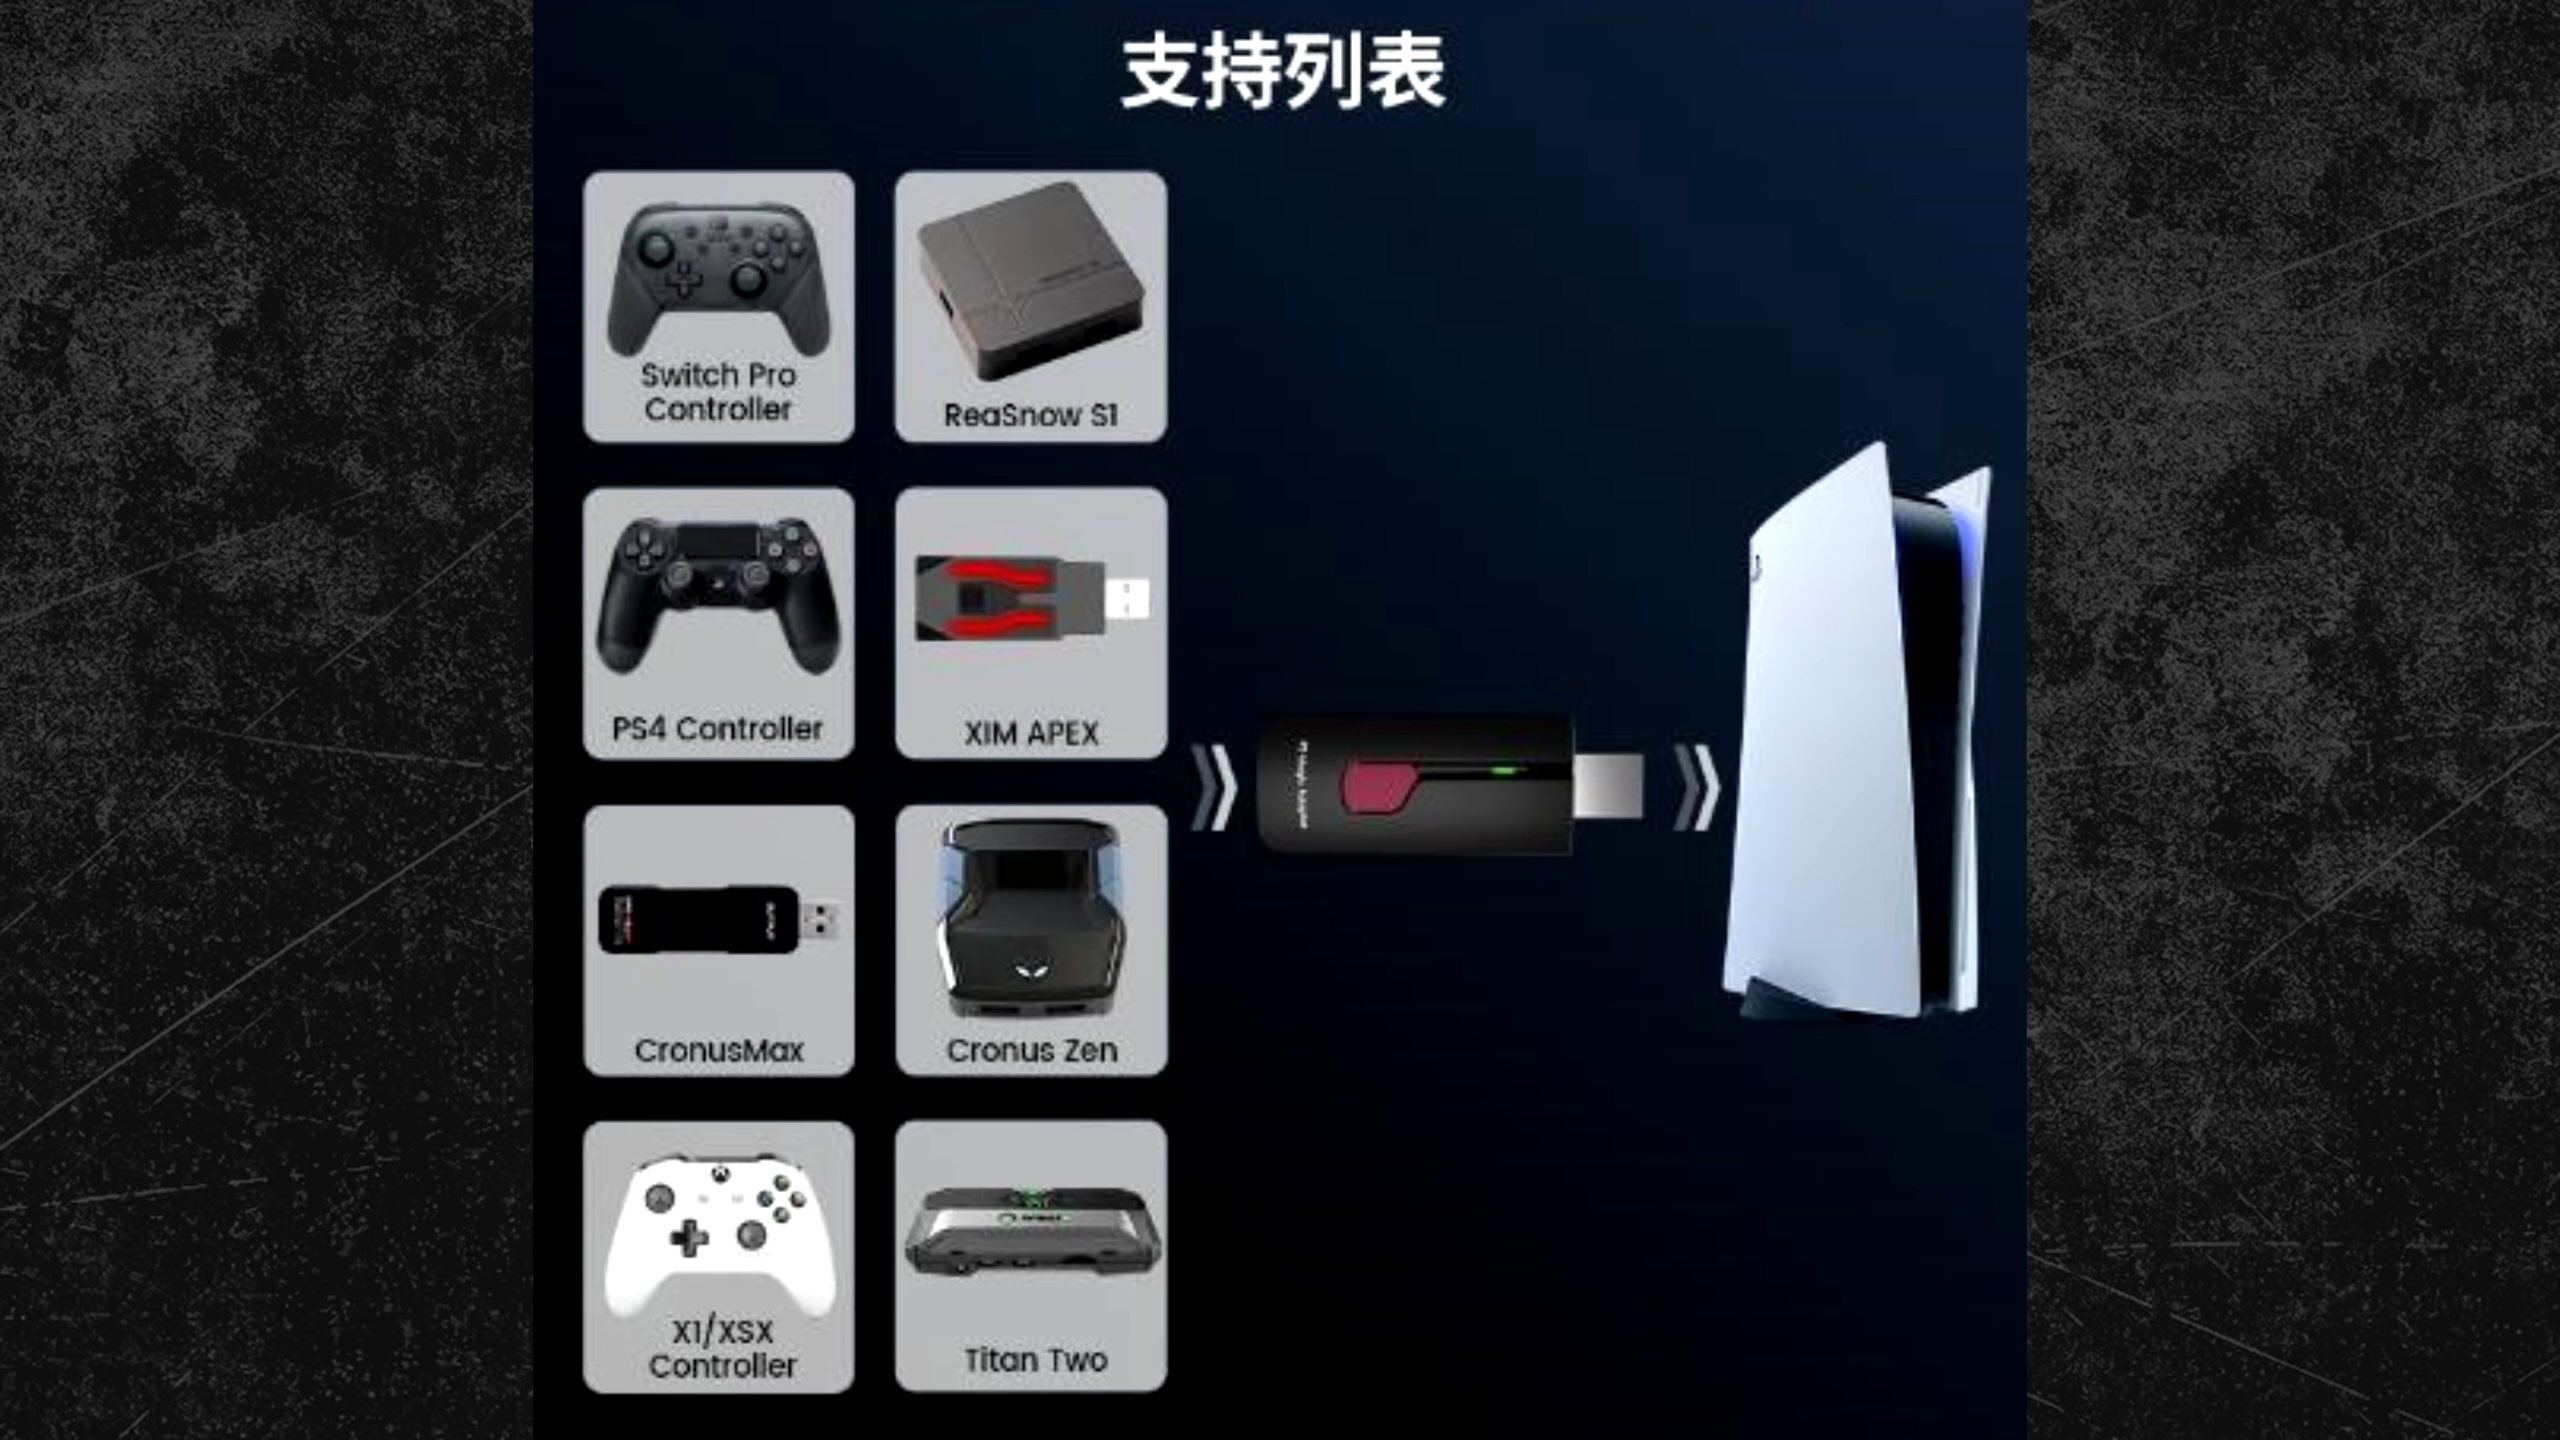 支持列表
Switch Pro
Controller
ReaSnow S1
PS4 Controller
XIM APEX
CronusMax
Cronus Zen
X1/XSX
Controller
Titan Two